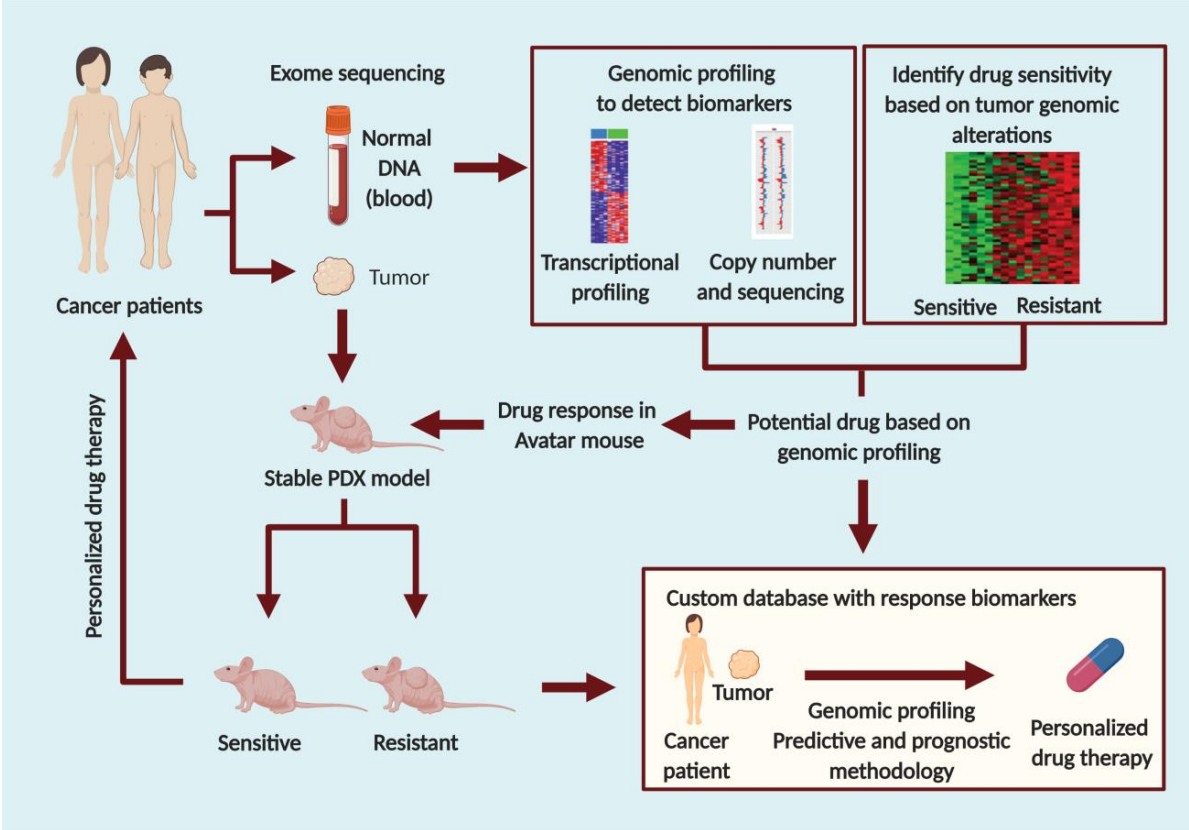 Exome sequencing
Normal
DNA
(blood)
Tumor
Cancer patients
Genomic profiling
to detect biomarkers
Transcriptional
profiling
Copy number
and sequencing
Identify drug sensitivity
based on tumor genomic
alterations
Sensitive
Resistant
Drug response in
Avatar mouse
Potential drug based on
genomic profiling
Stable PDX model
Personalized drug therapy
Sensitive
Resistant
Custom database with response biomarkers
Tumor
Cancer
patient
Genomic profiling
Predictive and prognostic
methodology
Personalized
drug therapy